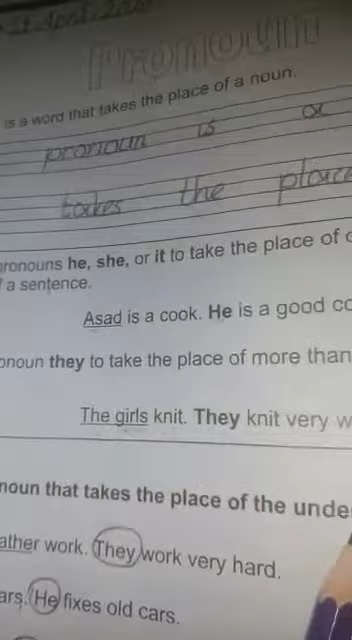 Pronoun
is a word that takes the place of a noun.
pronoun is a
takes the place
pronouns he, she, or it to take the place of
a sentence.
Asad is a cook. He is a good
pronoun they to take the place of more than
The girls knit. They knit very
noun that takes the place of the
work. They work very hard.
He fixes old cars.